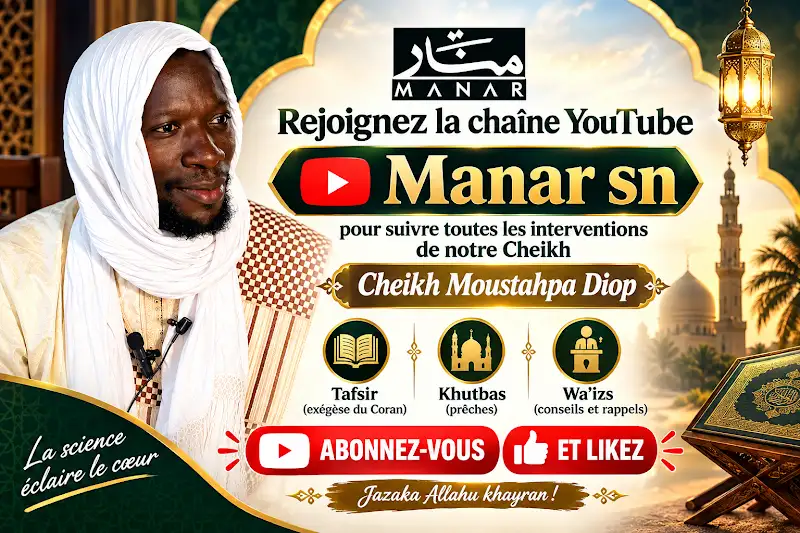 منار
MANAR
Rejoignez la chaîne YouTube
Manar sn
pour suivre toutes les interventions
de notre Cheikh
Cheikh Moustahpa Diop
Tafsir
(exégèse du Coran)
Khutbas
(prêches)
Wa'izs
(conseils et rappels)
La science
éclaire le cœur
ABONNEZ-VOUS
ET LIKEZ
Jazaka Allahu khayran !